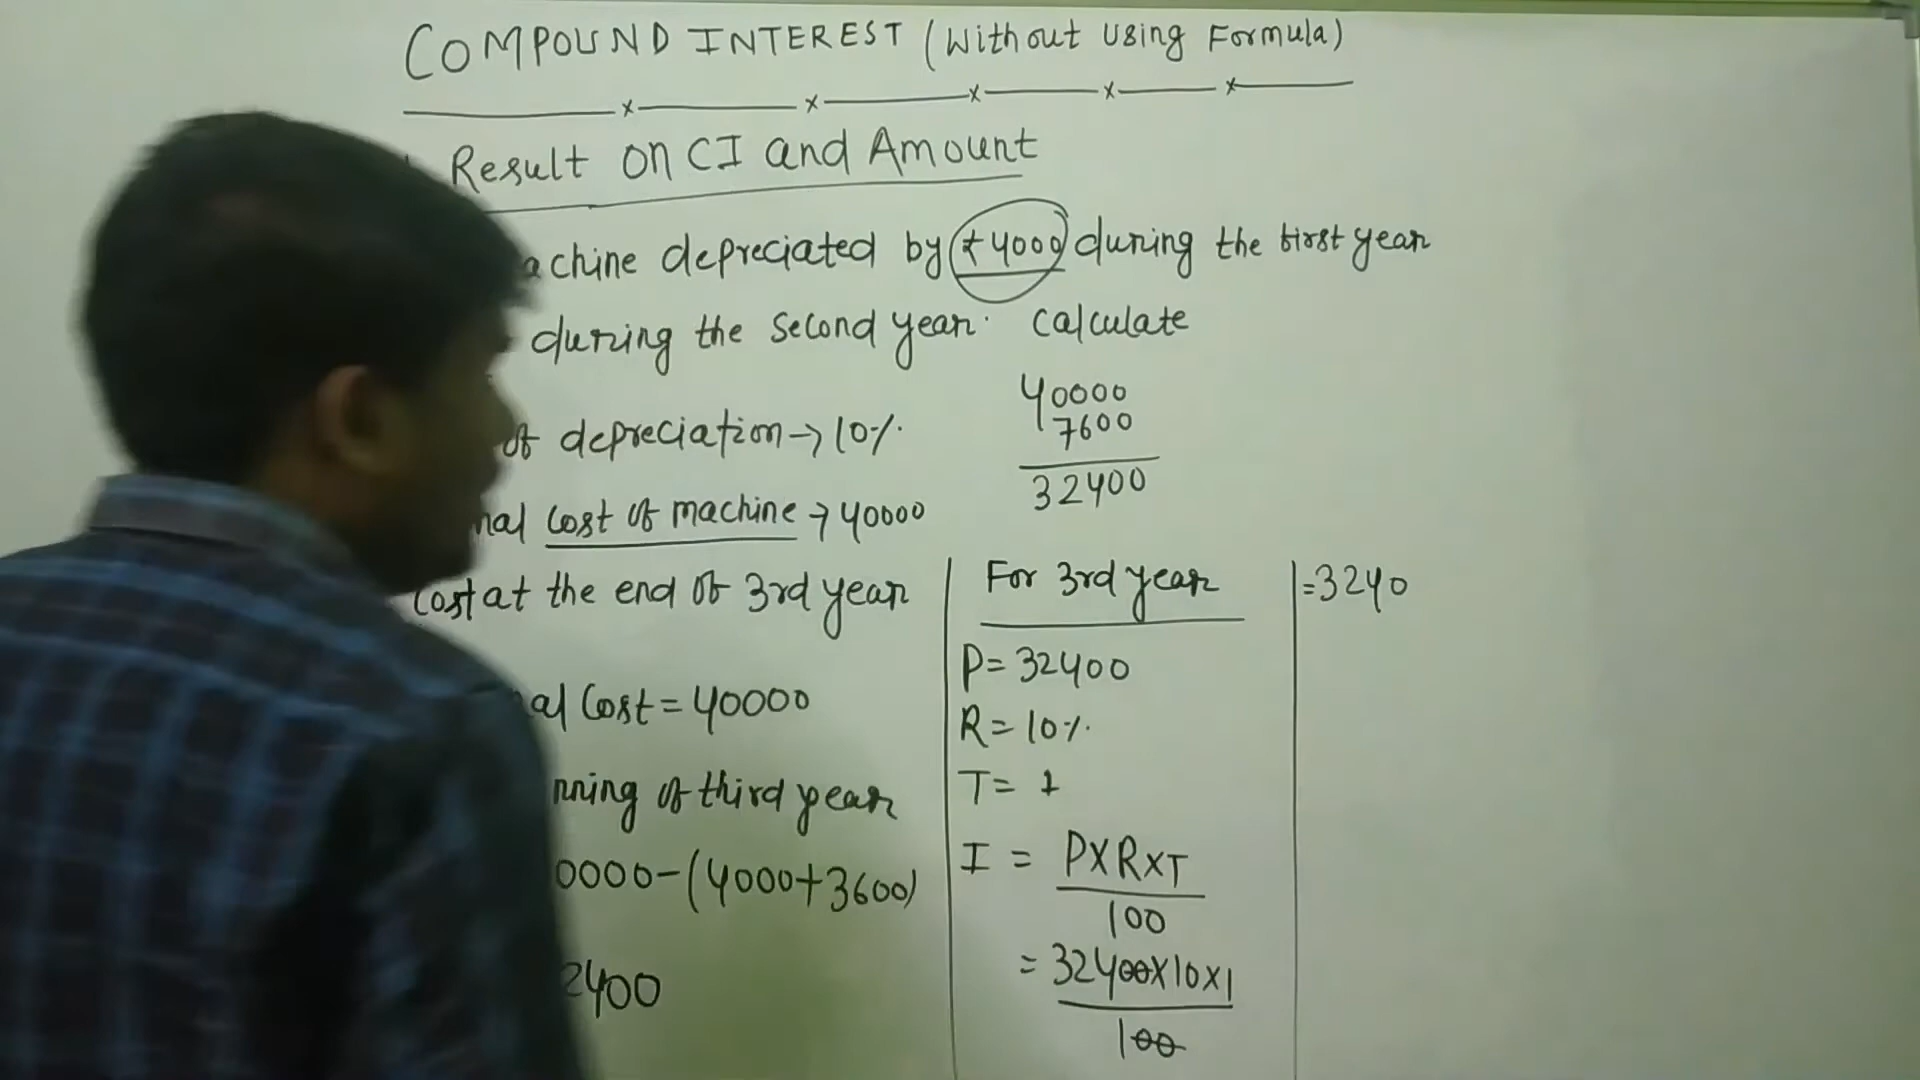 COMPOUND INTEREST (Without Using Formula)
Result on CI and Amount
achine depreciated by ₹4000 during the first year
during the second year. Calculate
40000
7600
32400
of depreciation → 10%
nal Cost of machine → 40000
Cost at the end of 3rd year
al Cost = 40000
nning of third year
0000-(4000+3600)
2400
For 3rd year
P= 32400
R= 10%
T= 1
I = PXRXT
100
= 32400X10X1
100
=3240